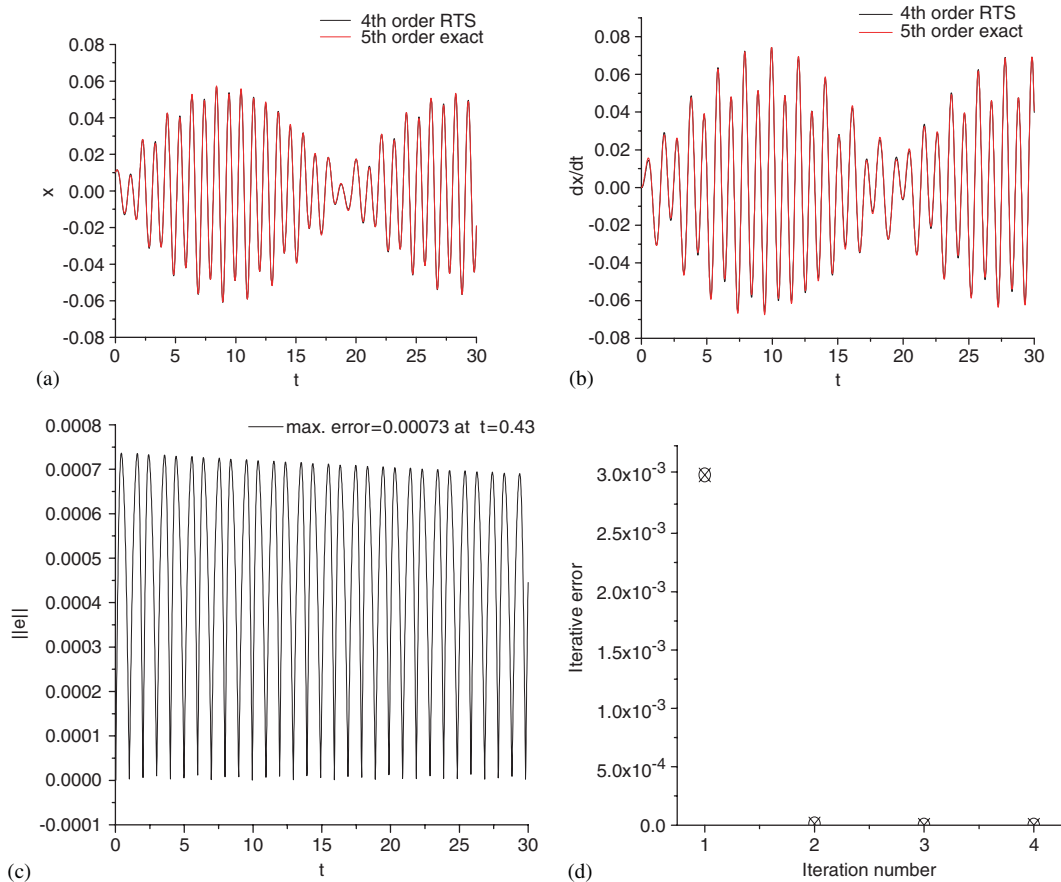 4th order RTS
5th order exact
0.08
0.06
0.04
0.02
0.00
-0.02
-0.04
-0.06
-0.08
x
0
5
10
15
20
25
30
t
(a)
4th order RTS
5th order exact
0.08
0.06
0.04
0.02
0.00
-0.02
-0.04
-0.06
-0.08
dx/dt
0
5
10
15
20
25
30
t
(b)
max. error=0.00073 at t=0.43
0.0008
0.0007
0.0006
0.0005
0.0004
0.0003
0.0002
0.0001
0.0000
-0.0001
||e||
0
5
10
15
20
25
30
t
(c)
3.0x10⁻³
2.5x10⁻³
2.0x10⁻³
1.5x10⁻³
1.0x10⁻³
5.0x10⁻⁴
0.0
Iterative error
1
2
3
4
Iteration number
(d)